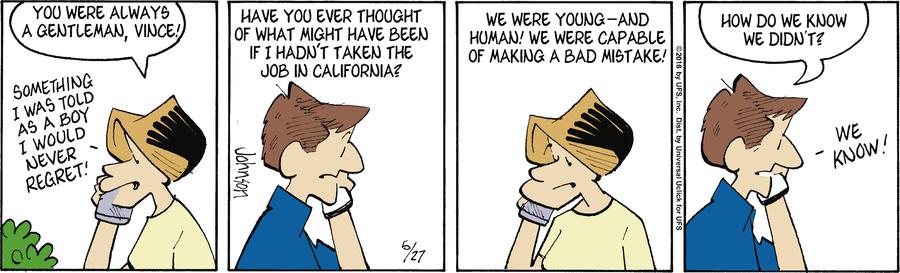 YOU WERE ALWAYS
A GENTLEMAN, VINCE!
SOMETHING
I WAS TOLD
AS A BOY
I WOULD
NEVER
REGRET!
HAVE YOU EVER THOUGHT
OF WHAT MIGHT HAVE BEEN
IF I HADN'T TAKEN THE
JOB IN CALIFORNIA?
Johnson
5/27
WE WERE YOUNG—AND
HUMAN! WE WERE CAPABLE
OF MAKING A BAD MISTAKE!
©2016 by UFS, Inc. Dist. by Universal Uclick for UFS
HOW DO WE KNOW
WE DIDN'T?
WE
KNOW!